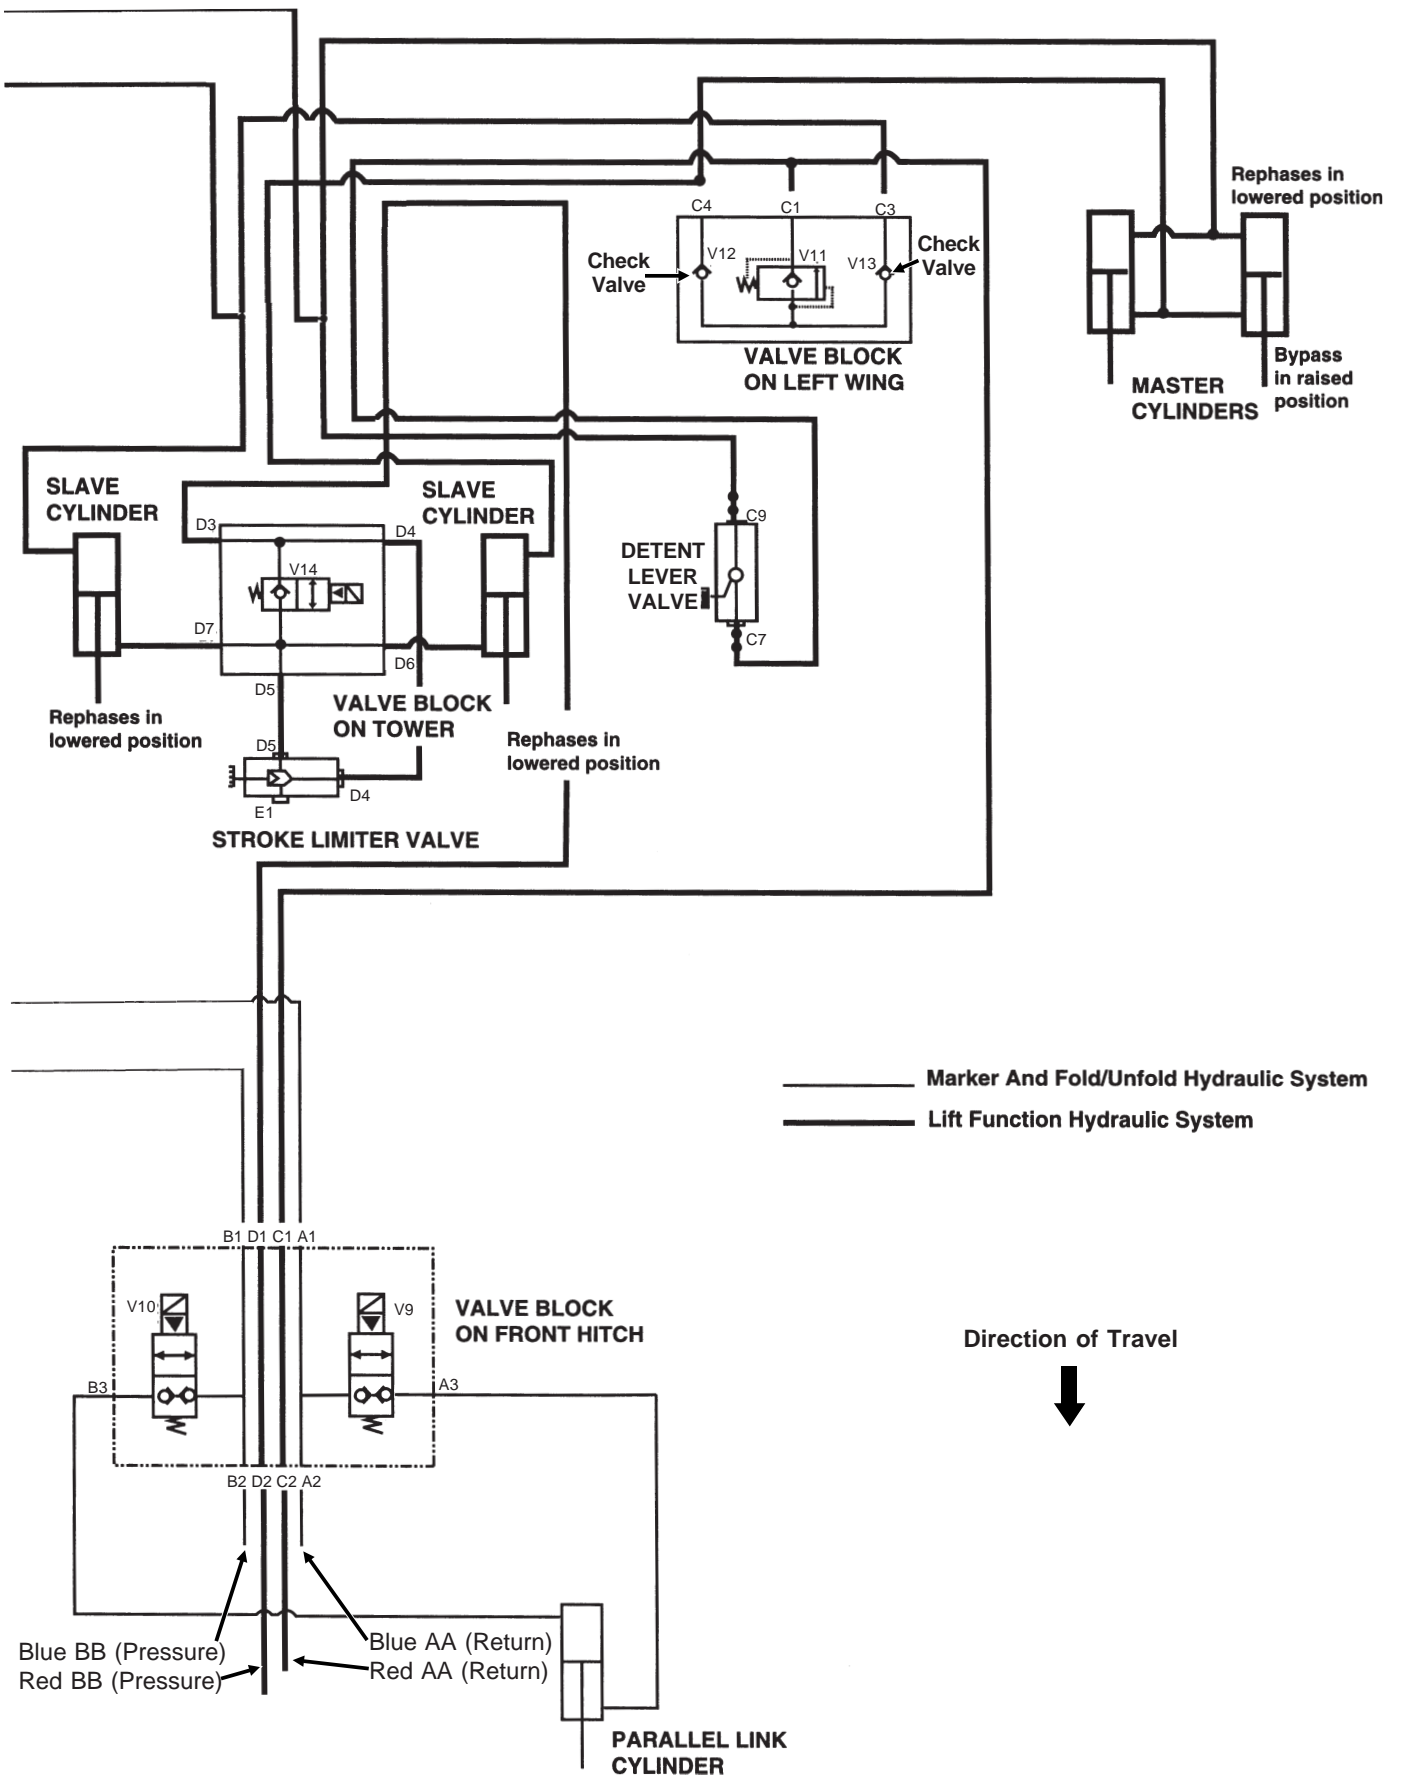 Rephases in
lowered position
C4
C1
C3
V12
V11
V13
Check
Valve
Check
Valve
VALVE BLOCK
ON LEFT WING
MASTER
CYLINDERS
Bypass
in raised
position
SLAVE
CYLINDER
SLAVE
CYLINDER
D3
D4
V14
D7
D6
D5
C9
DETENT
LEVER
VALVE
C7
VALVE BLOCK
ON TOWER
Rephases in
lowered position
Rephases in
lowered position
D5
D4
E1
STROKE LIMITER VALVE
Marker And Fold/Unfold Hydraulic System
Lift Function Hydraulic System
B1 D1 C1 A1
V10
V9
VALVE BLOCK
ON FRONT HITCH
Direction of Travel
B3
A3
B2 D2 C2 A2
Blue BB (Pressure)
Red BB (Pressure)
Blue AA (Return)
Red AA (Return)
PARALLEL LINK
CYLINDER